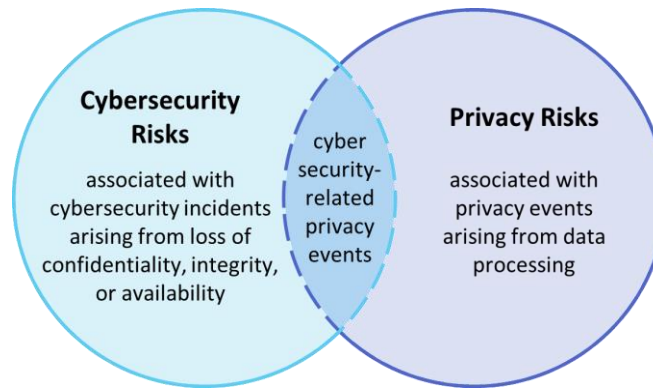 Cybersecurity
Risks
associated with
cybersecurity incidents
arising from loss of
confidentiality, integrity,
or availability
cyber
security-
related
privacy
events
Privacy Risks
associated with
privacy events
arising from data
processing